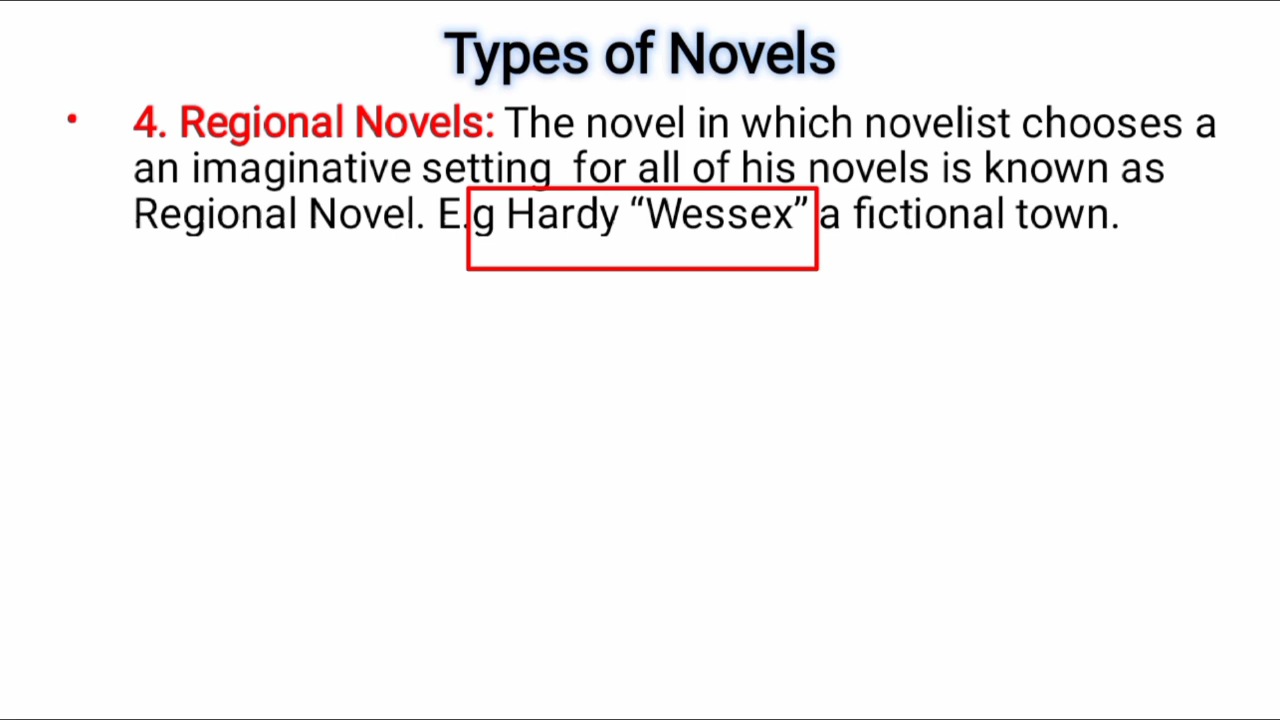 Types of Novels
• 4. Regional Novels: The novel in which novelist chooses a
an imaginative setting  for all of his novels is known as
Regional Novel. E.g Hardy “Wessex” a fictional town.